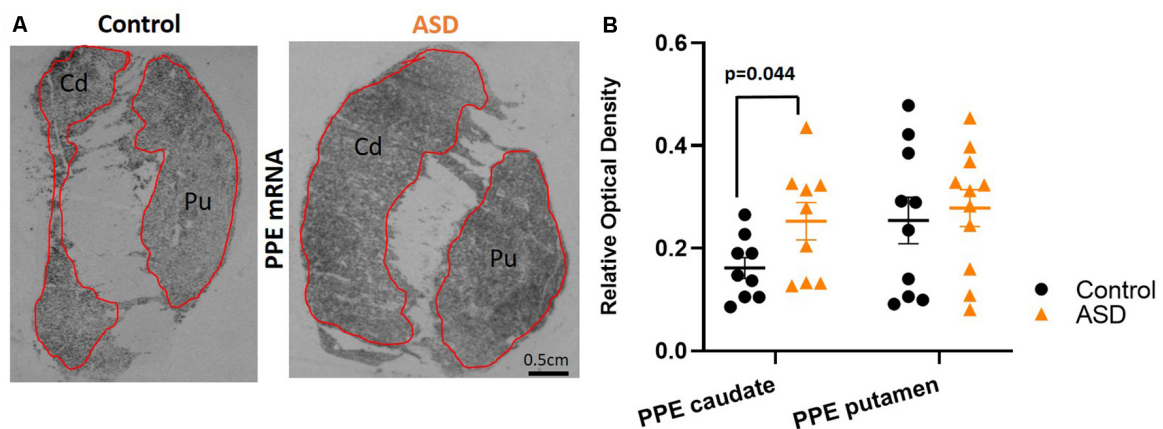 A
Control
ASD
Cd
Pu
PPE mRNA
Cd
Pu
0.5cm
B
Relative Optical Density
0.6
0.4
0.2
0.0
p=0.044
PPE caudate
PPE putamen
Control
ASD